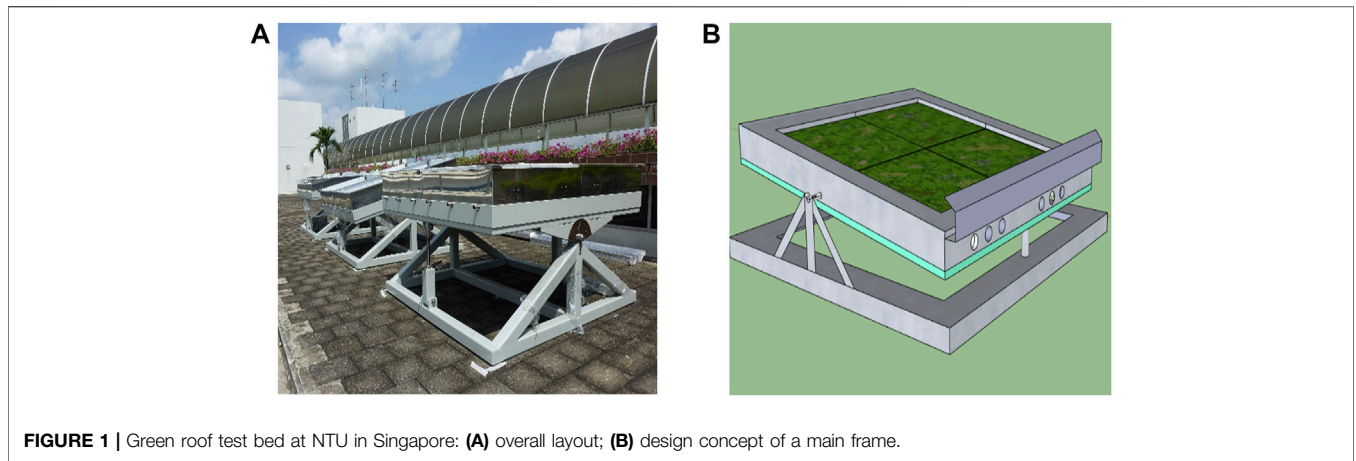 A
B
FIGURE 1 | Green roof test bed at NTU in Singapore: (A) overall layout; (B) design concept of a main frame.